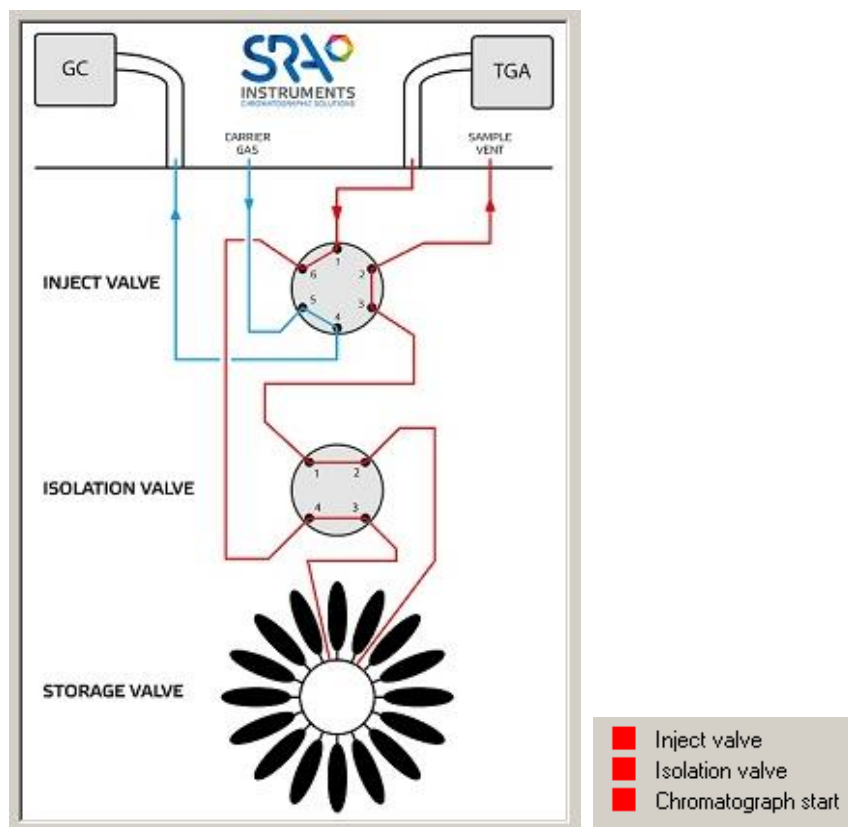 GC
SRA
INSTRUMENTS
CHROMATOGRAPHIC SOLUTIONS
TGA
CARRIER
GAS
SAMPLE
VENT
INJECT VALVE
1
6
2
5
3
4
ISOLATION VALVE
1
2
4
3
STORAGE VALVE
Inject valve
Isolation valve
Chromatograph start